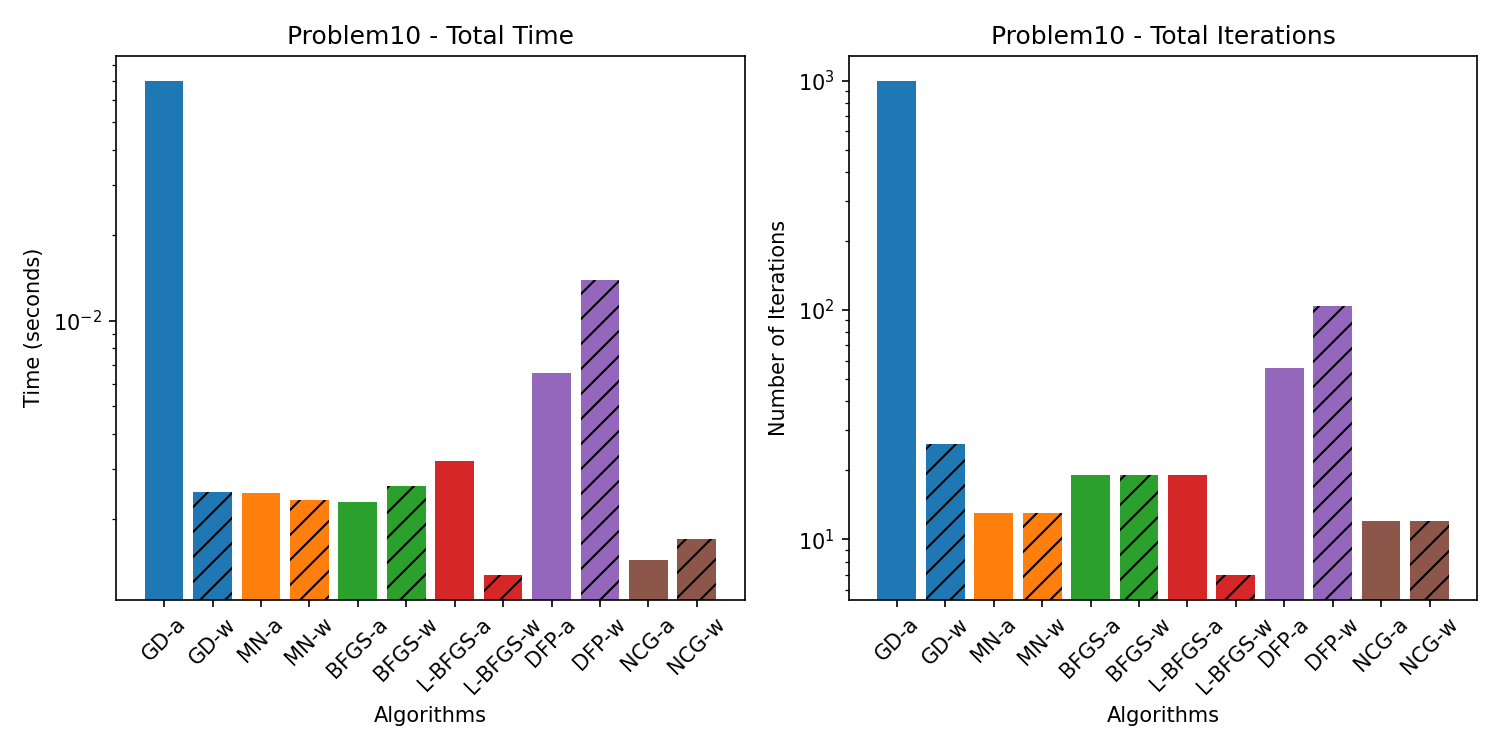 Problem10 - Total Time
Time (seconds)
10⁻²
GD-a
GD-w
MN-a
MN-w
BFGS-a
BFGS-w
L-BFGS-a
L-BFGS-w
DFP-a
DFP-w
NCG-a
NCG-w
Algorithms
Problem10 - Total Iterations
Number of Iterations
10³
10²
10¹
GD-a
GD-w
MN-a
MN-w
BFGS-a
BFGS-w
L-BFGS-a
L-BFGS-w
DFP-a
DFP-w
NCG-a
NCG-w
Algorithms